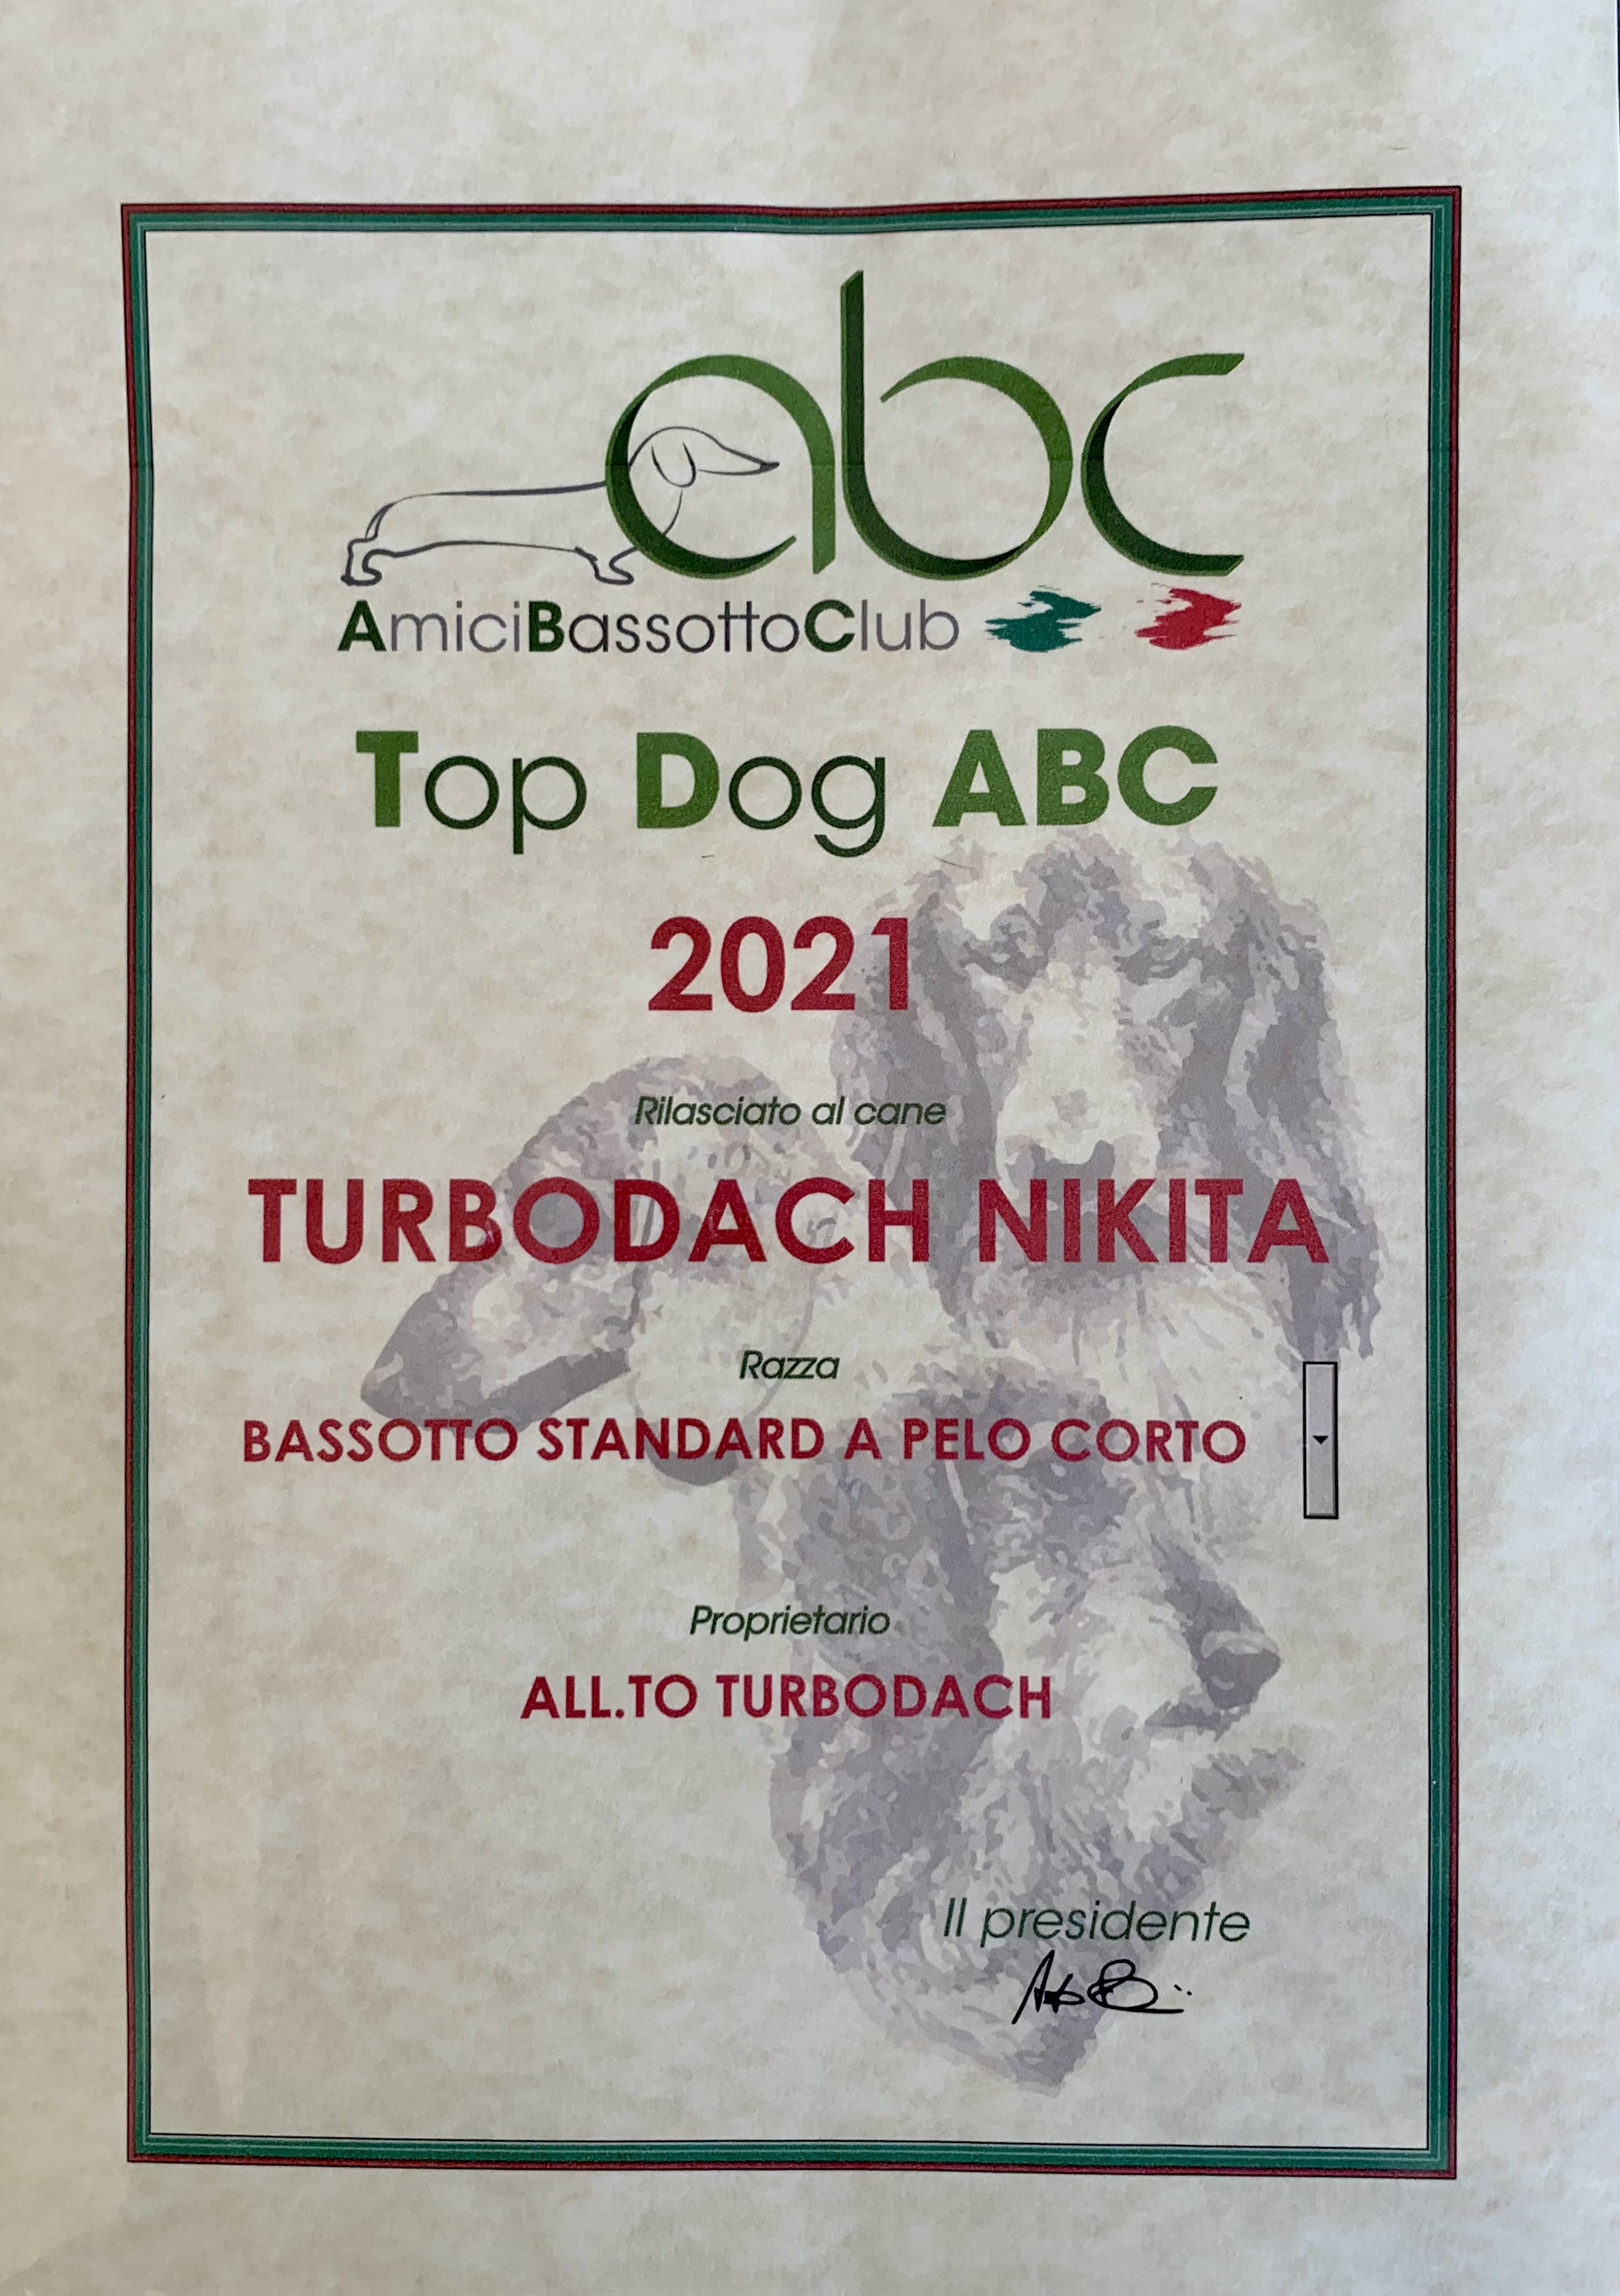 abc
AmiciBassottoClub
Top Dog ABC
2021
Rilasciato al cane
TURBODACH NIKITA
Razza
BASSOTTO STANDARD A PELO CORTO
Proprietario
ALL.TO TURBODACH
Il presidente